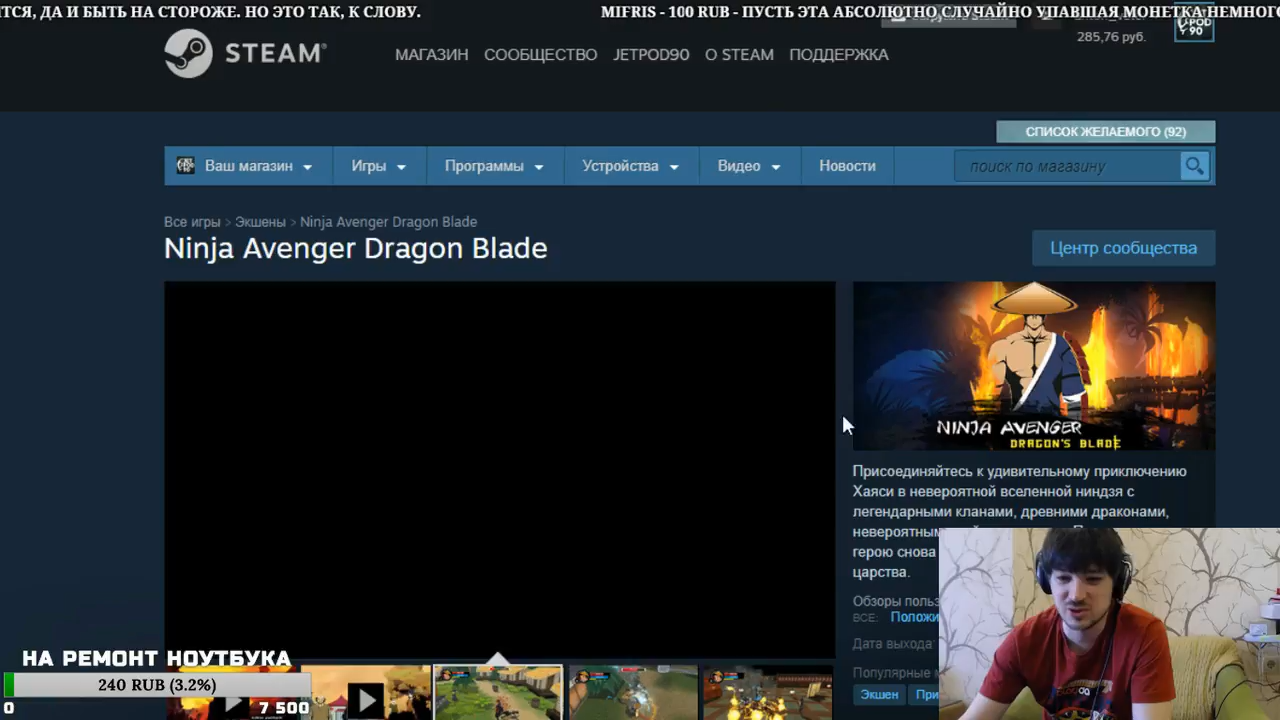 ТСЯ, ДА И БЫТЬ НА СТОРОЖЕ. НО ЭТО ТАК, К СЛОВУ.
MIFRIS - 100 RUB - ПУСТЬ ЭТА АБСОЛЮТНО СЛУЧАЙНО УПАВШАЯ МОНЕТКА НЕМНОГО
285,76 руб.
STEAM®
МАГАЗИН СООБЩЕСТВО JETPOD90 О STEAM ПОДДЕРЖКА
СПИСОК ЖЕЛАЕМОГО (92)
Ваш магазин Игры Программы Устройства Видео Новости поиск по магазину
Все игры > Экшены > Ninja Avenger Dragon Blade
Ninja Avenger Dragon Blade
Центр сообщества
NINJA AVENGER
DRAGON'S BLADE
Присоединяйтесь к удивительному приключению
Хаяси в невероятной вселенной ниндзя с
легендарными кланами, древними драконами,
невероятным
герою снова
царства.
Обзоры польз
ВСЕ: Положи
Дата выхода:
Популярные м
Экшен При
НА РЕМОНТ НОУТБУКА
240 RUB (3.2%)
0 7 500